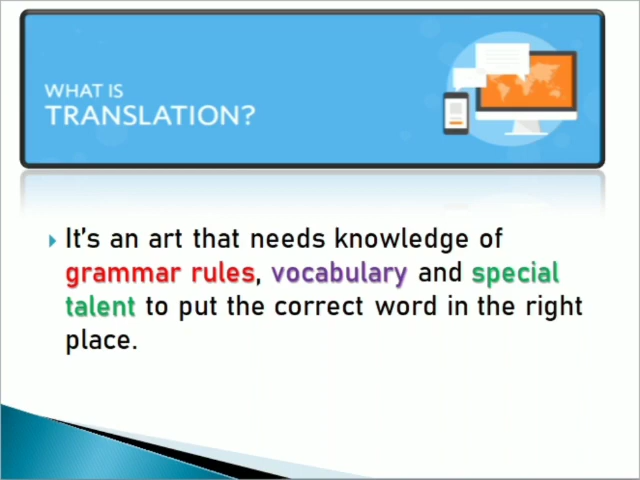 WHAT IS
TRANSLATION?
It's an art that needs knowledge of
grammar rules, vocabulary and special
talent to put the correct word in the right
place.